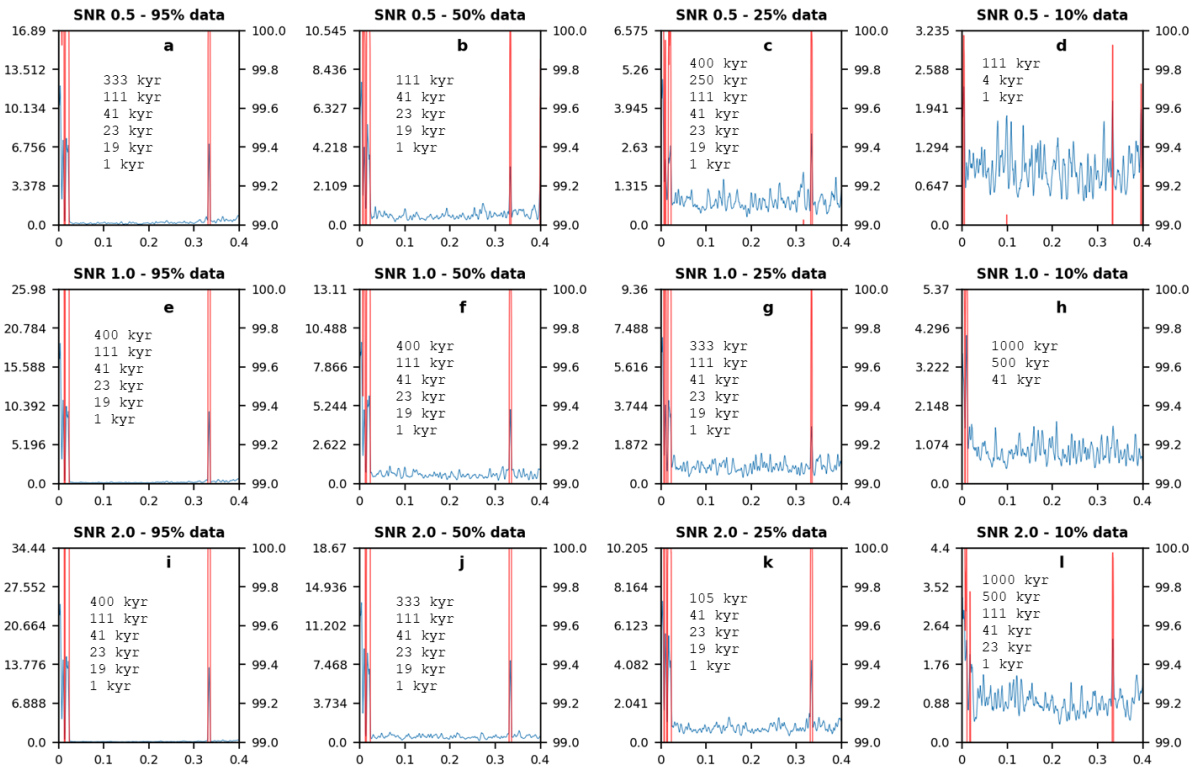 SNR 0.5 - 95% data
16.89
13.512
10.134
6.756
3.378
0.0
a
333 kyr
111 kyr
41 kyr
23 kyr
19 kyr
1 kyr
100.0
99.8
99.6
99.4
99.2
99.0
0 0.1 0.2 0.3 0.4
SNR 0.5 - 50% data
10.545
8.436
6.327
4.218
2.109
0.0
b
111 kyr
41 kyr
23 kyr
19 kyr
1 kyr
100.0
99.8
99.6
99.4
99.2
99.0
0 0.1 0.2 0.3 0.4
SNR 0.5 - 25% data
6.575
5.26
3.945
2.63
1.315
0.0
c
400 kyr
250 kyr
111 kyr
41 kyr
23 kyr
19 kyr
1 kyr
100.0
99.8
99.6
99.4
99.2
99.0
0 0.1 0.2 0.3 0.4
SNR 0.5 - 10% data
3.235
2.588
1.941
1.294
0.647
0.0
d
111 kyr
4 kyr
1 kyr
100.0
99.8
99.6
99.4
99.2
99.0
0 0.1 0.2 0.3 0.4
SNR 1.0 - 95% data
25.98
20.784
15.588
10.392
5.196
0.0
e
400 kyr
111 kyr
41 kyr
23 kyr
19 kyr
1 kyr
100.0
99.8
99.6
99.4
99.2
99.0
0 0.1 0.2 0.3 0.4
SNR 1.0 - 50% data
13.11
10.488
7.866
5.244
2.622
0.0
f
400 kyr
111 kyr
41 kyr
23 kyr
19 kyr
1 kyr
100.0
99.8
99.6
99.4
99.2
99.0
0 0.1 0.2 0.3 0.4
SNR 1.0 - 25% data
9.36
7.488
5.616
3.744
1.872
0.0
g
333 kyr
111 kyr
41 kyr
23 kyr
19 kyr
1 kyr
100.0
99.8
99.6
99.4
99.2
99.0
0 0.1 0.2 0.3 0.4
SNR 1.0 - 10% data
5.37
4.296
3.222
2.148
1.074
0.0
h
1000 kyr
500 kyr
41 kyr
100.0
99.8
99.6
99.4
99.2
99.0
0 0.1 0.2 0.3 0.4
SNR 2.0 - 95% data
34.44
27.552
20.664
13.776
6.888
0.0
i
400 kyr
111 kyr
41 kyr
23 kyr
19 kyr
1 kyr
100.0
99.8
99.6
99.4
99.2
99.0
0 0.1 0.2 0.3 0.4
SNR 2.0 - 50% data
18.67
14.936
11.202
7.468
3.734
0.0
j
333 kyr
111 kyr
41 kyr
23 kyr
19 kyr
1 kyr
100.0
99.8
99.6
99.4
99.2
99.0
0 0.1 0.2 0.3 0.4
SNR 2.0 - 25% data
10.205
8.164
6.123
4.082
2.041
0.0
k
105 kyr
41 kyr
23 kyr
19 kyr
1 kyr
100.0
99.8
99.6
99.4
99.2
99.0
0 0.1 0.2 0.3 0.4
SNR 2.0 - 10% data
4.4
3.52
2.64
1.76
0.88
0.0
l
1000 kyr
500 kyr
111 kyr
41 kyr
23 kyr
1 kyr
100.0
99.8
99.6
99.4
99.2
99.0
0 0.1 0.2 0.3 0.4